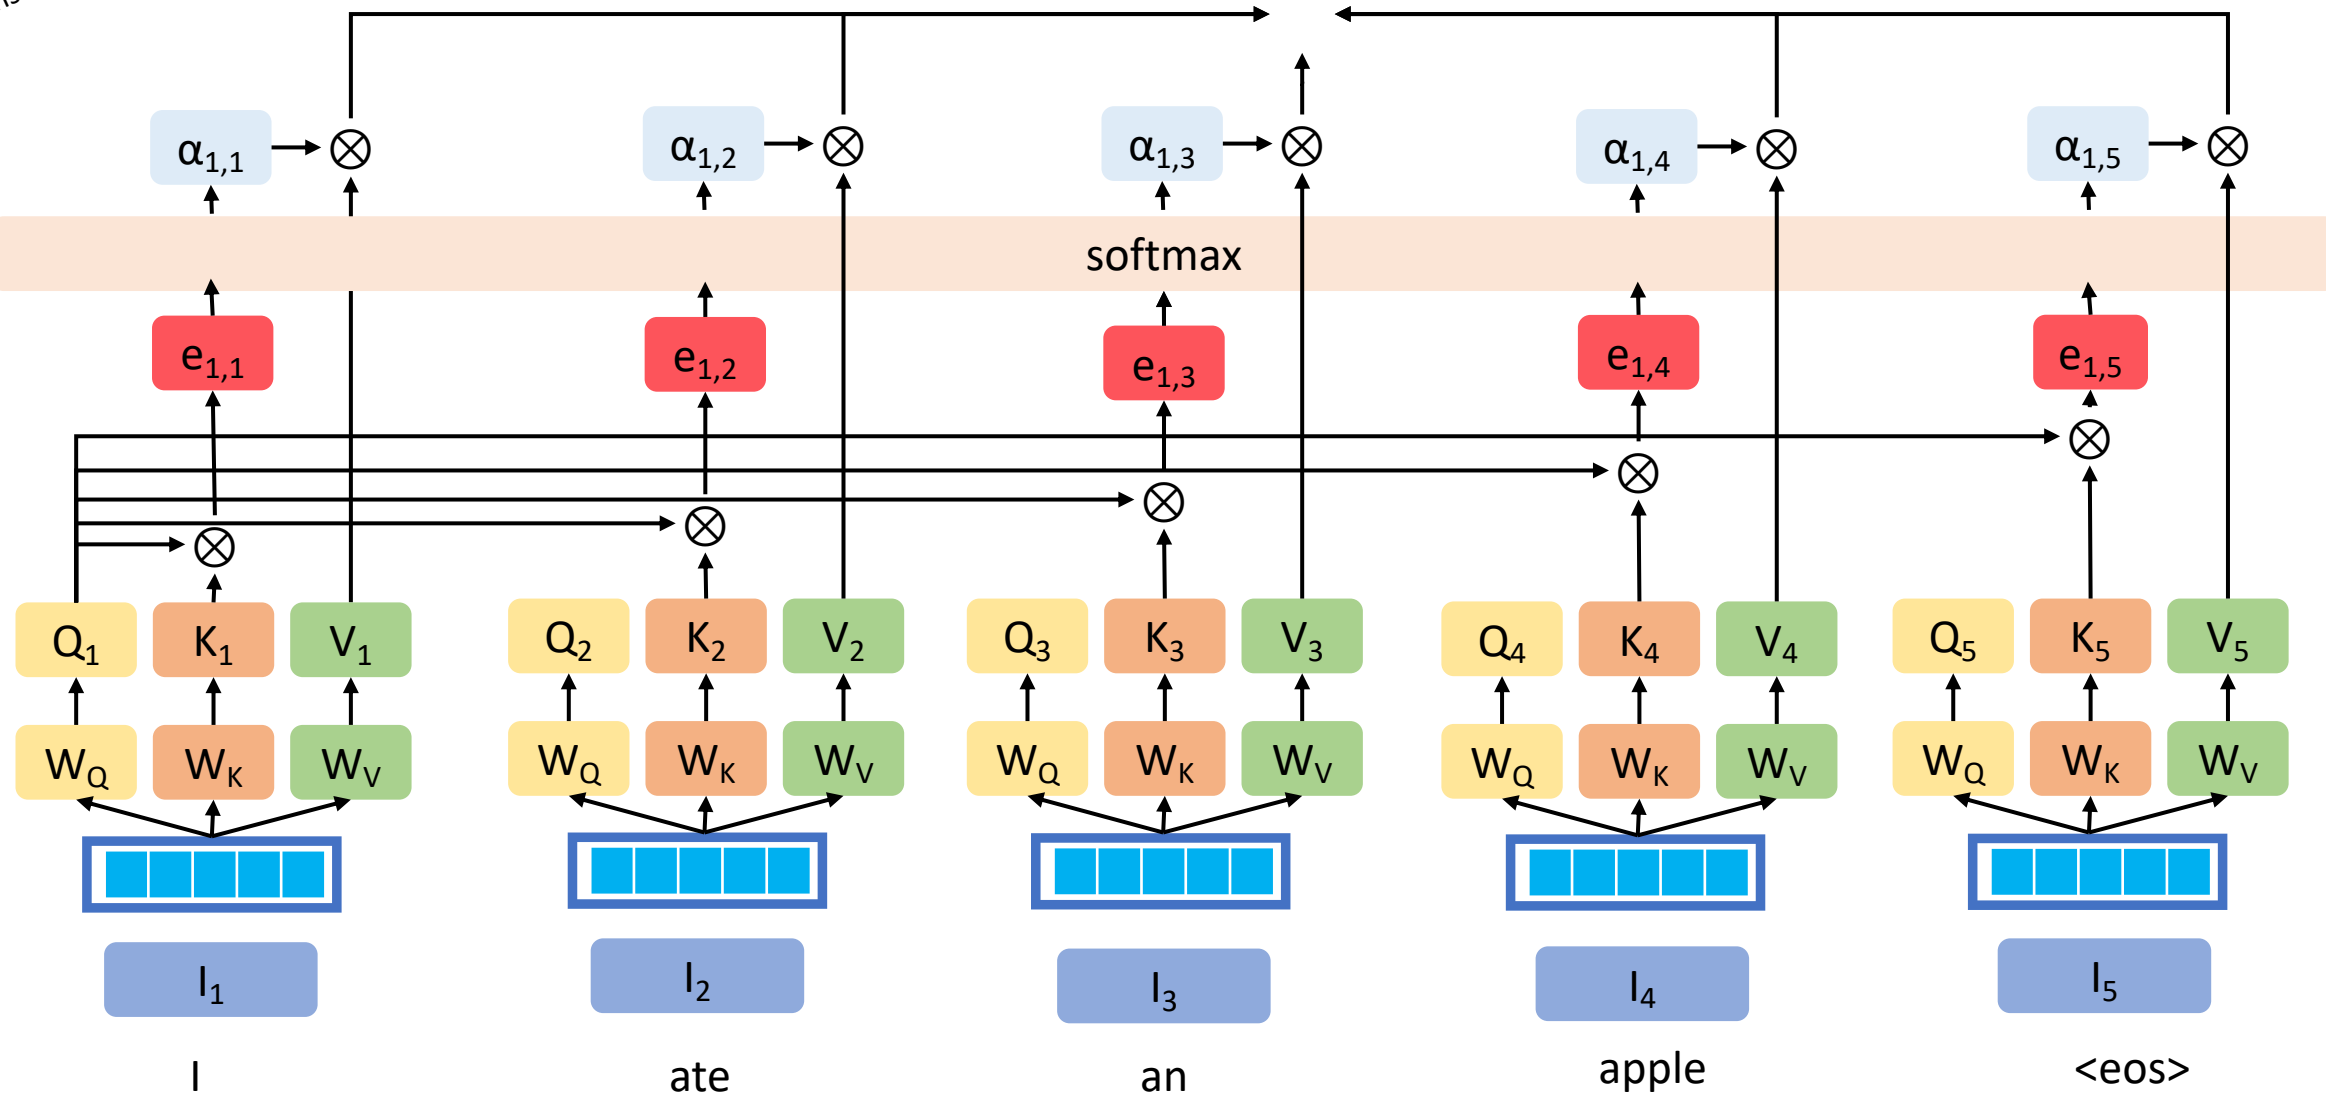 α1,1 α1,2 α1,3 α1,4 α1,5
softmax
e1,1 e1,2 e1,3 e1,4 e1,5
Q1 K1 V1 Q2 K2 V2 Q3 K3 V3 Q4 K4 V4 Q5 K5 V5
WQ WK WV WQ WK WV WQ WK WV WQ WK WV WQ WK WV
I1 I2 I3 I4 I5
I ate an apple <eos>